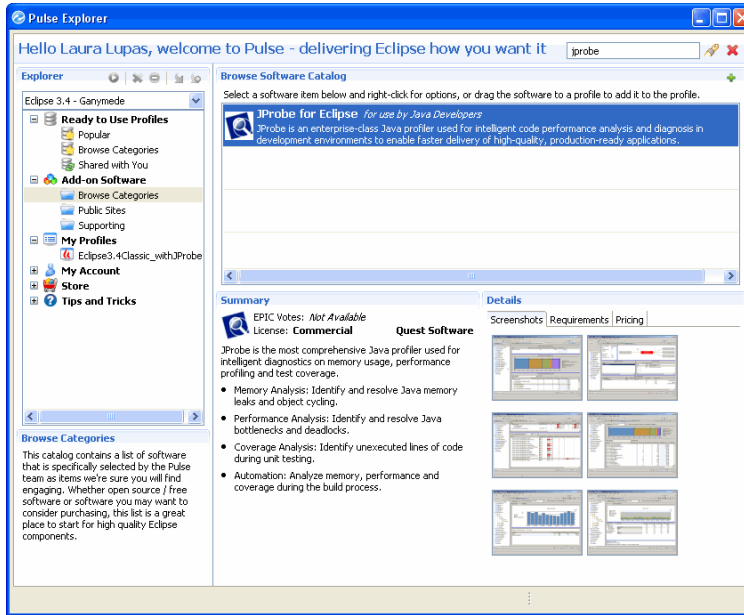 Pulse Explorer
Hello Laura Lupas, welcome to Pulse - delivering Eclipse how you want it
jprobe
Explorer
Eclipse 3.4 - Ganymede
Ready to Use Profiles
Popular
Browse Categories
Shared with You
Add-on Software
Browse Categories
Public Sites
Supporting
My Profiles
Eclipse3.4Classic_withJProbe
My Account
Store
Tips and Tricks
Browse Categories
This catalog contains a list of software
that is specifically selected by the Pulse
team as items we're sure you will find
engaging. Whether open source / free
software or software you may want to
consider purchasing, this list is a great
place to start for high quality Eclipse
components.
Browse Software Catalog
Select a software item below and right-click for options, or drag the software to a profile to add it to the profile.
JProbe for Eclipse for use by Java Developers
JProbe is an enterprise-class Java profiler used for intelligent code performance analysis and diagnosis in
development environments to enable faster delivery of high-quality, production-ready applications.
Summary
EPIC Votes: Not Available
License: Commercial Quest Software
JProbe is the most comprehensive Java profiler used for
intelligent diagnostics on memory usage, performance
profiling and test coverage.
• Memory Analysis: Identify and resolve Java memory
leaks and object cycling.
• Performance Analysis: Identify and resolve Java
bottlenecks and deadlocks.
• Coverage Analysis: Identify unexecuted lines of code
during unit testing.
• Automation: Analyze memory, performance and
coverage during the build process.
Details
Screenshots Requirements Pricing